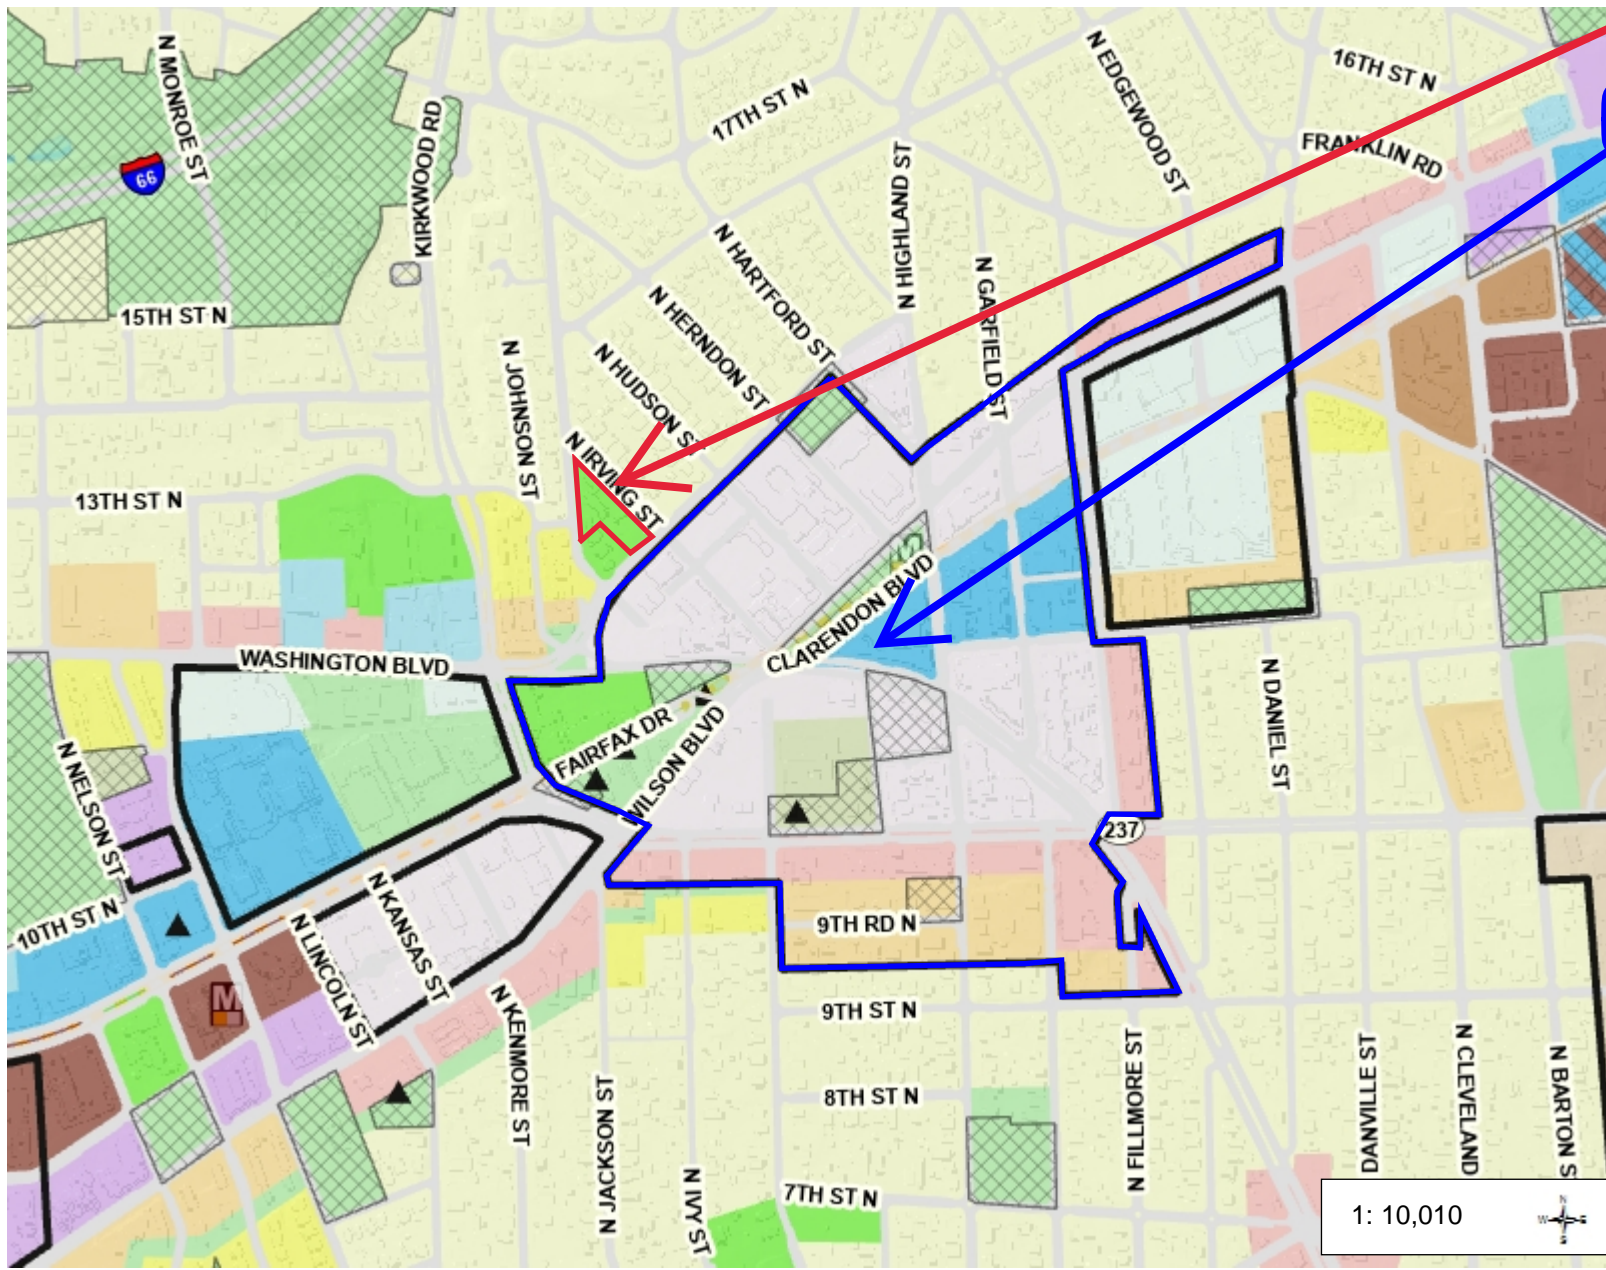 N MONROE ST
66
KIRKWOOD RD
17TH ST N
N EDGEWOOD ST
16TH ST N
FRANKLIN RD
N HIGHLAND ST
N HARTFORD ST
N GARFIELD ST
N HERNDON ST
15TH ST N
N HUDSON ST
N JOHNSON ST
N IRVING ST
13TH ST N
CLARENDON BLVD
WASHINGTON BLVD
N DANIEL ST
FAIRFAX DR
WILSON BLVD
N NELSON ST
237
10TH ST N
N KANSAS ST
N LINCOLN ST
9TH RD N
M
9TH ST N
N KENMORE ST
8TH ST N
N JACKSON ST
N IVY ST
7TH ST N
N FILLMORE ST
DANVILLE ST
N CLEVELAND
N BARTON S
1: 10,010
N
W
E
S